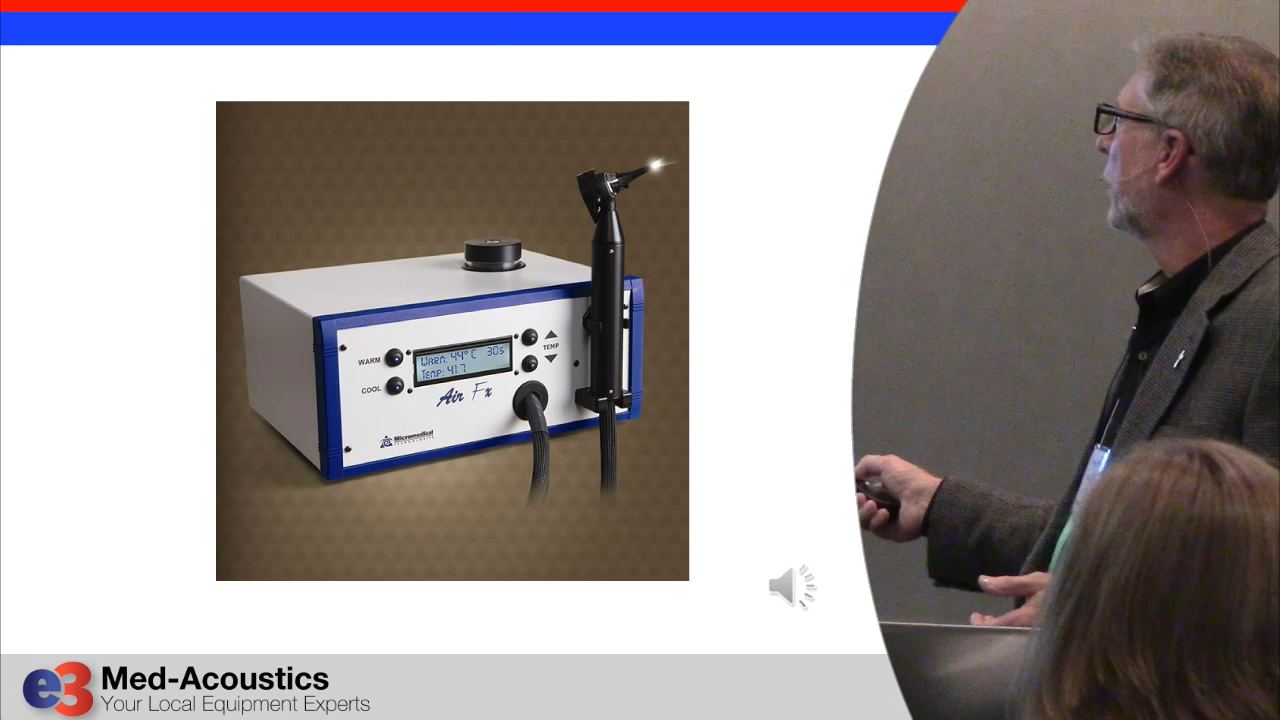 WARM
COOL
WARM: 44°C 30s
TEMP: 41.7
TEMP
Air Fx
Micromedical
TECHNOLOGIES
e3
Med-Acoustics
Your Local Equipment Experts